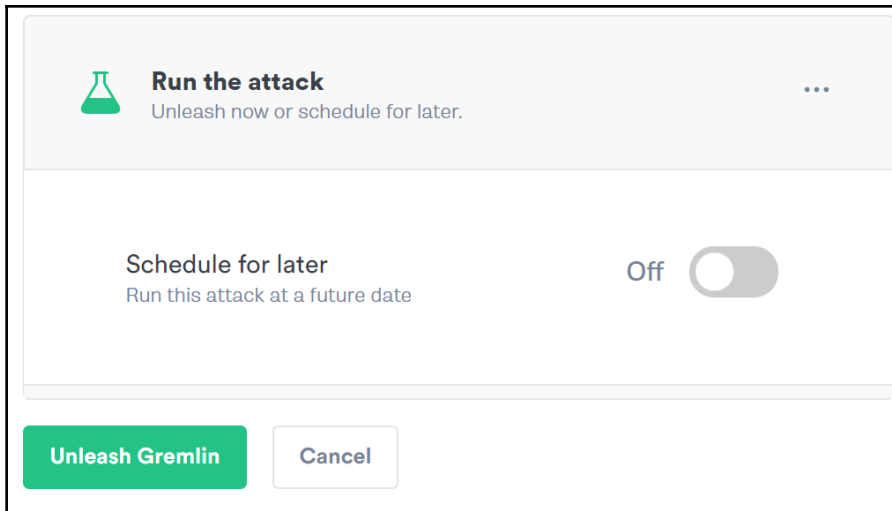 Run the attack
Unleash now or schedule for later.
Schedule for later
Run this attack at a future date
Off
Unleash Gremlin
Cancel